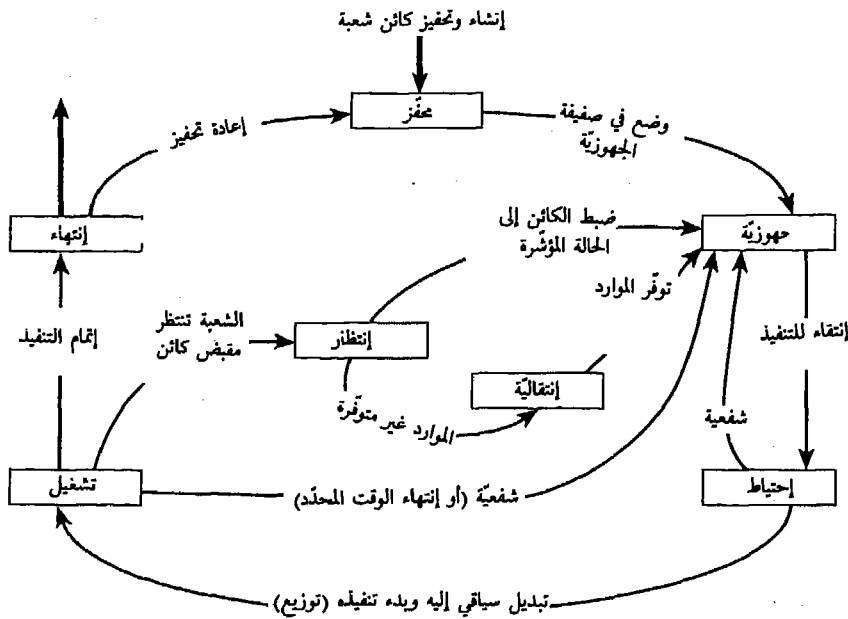 إنشاء وتحفيز كائن شعبة
محفّز
إعادة تحفيز
وضع في صفيفة
الجهوزيّة
إنتهاء
ضبط الكائن إلى
الحالة المؤشّرة
جهوزيّة
توفّر الموارد
إتمام التنفيذ
الشعبة تنتظر
مقبض كائن
إنتظار
إنتقاء للتنفيذ
إنتقاليّة
الموارد غير متوفّرة
شفعية
تشغيل
شفعيّة (أو إنتهاء الوقت المحدّد)
إحتياط
تبديل سياقي إليه وبدء تنفيذه (توزيع)